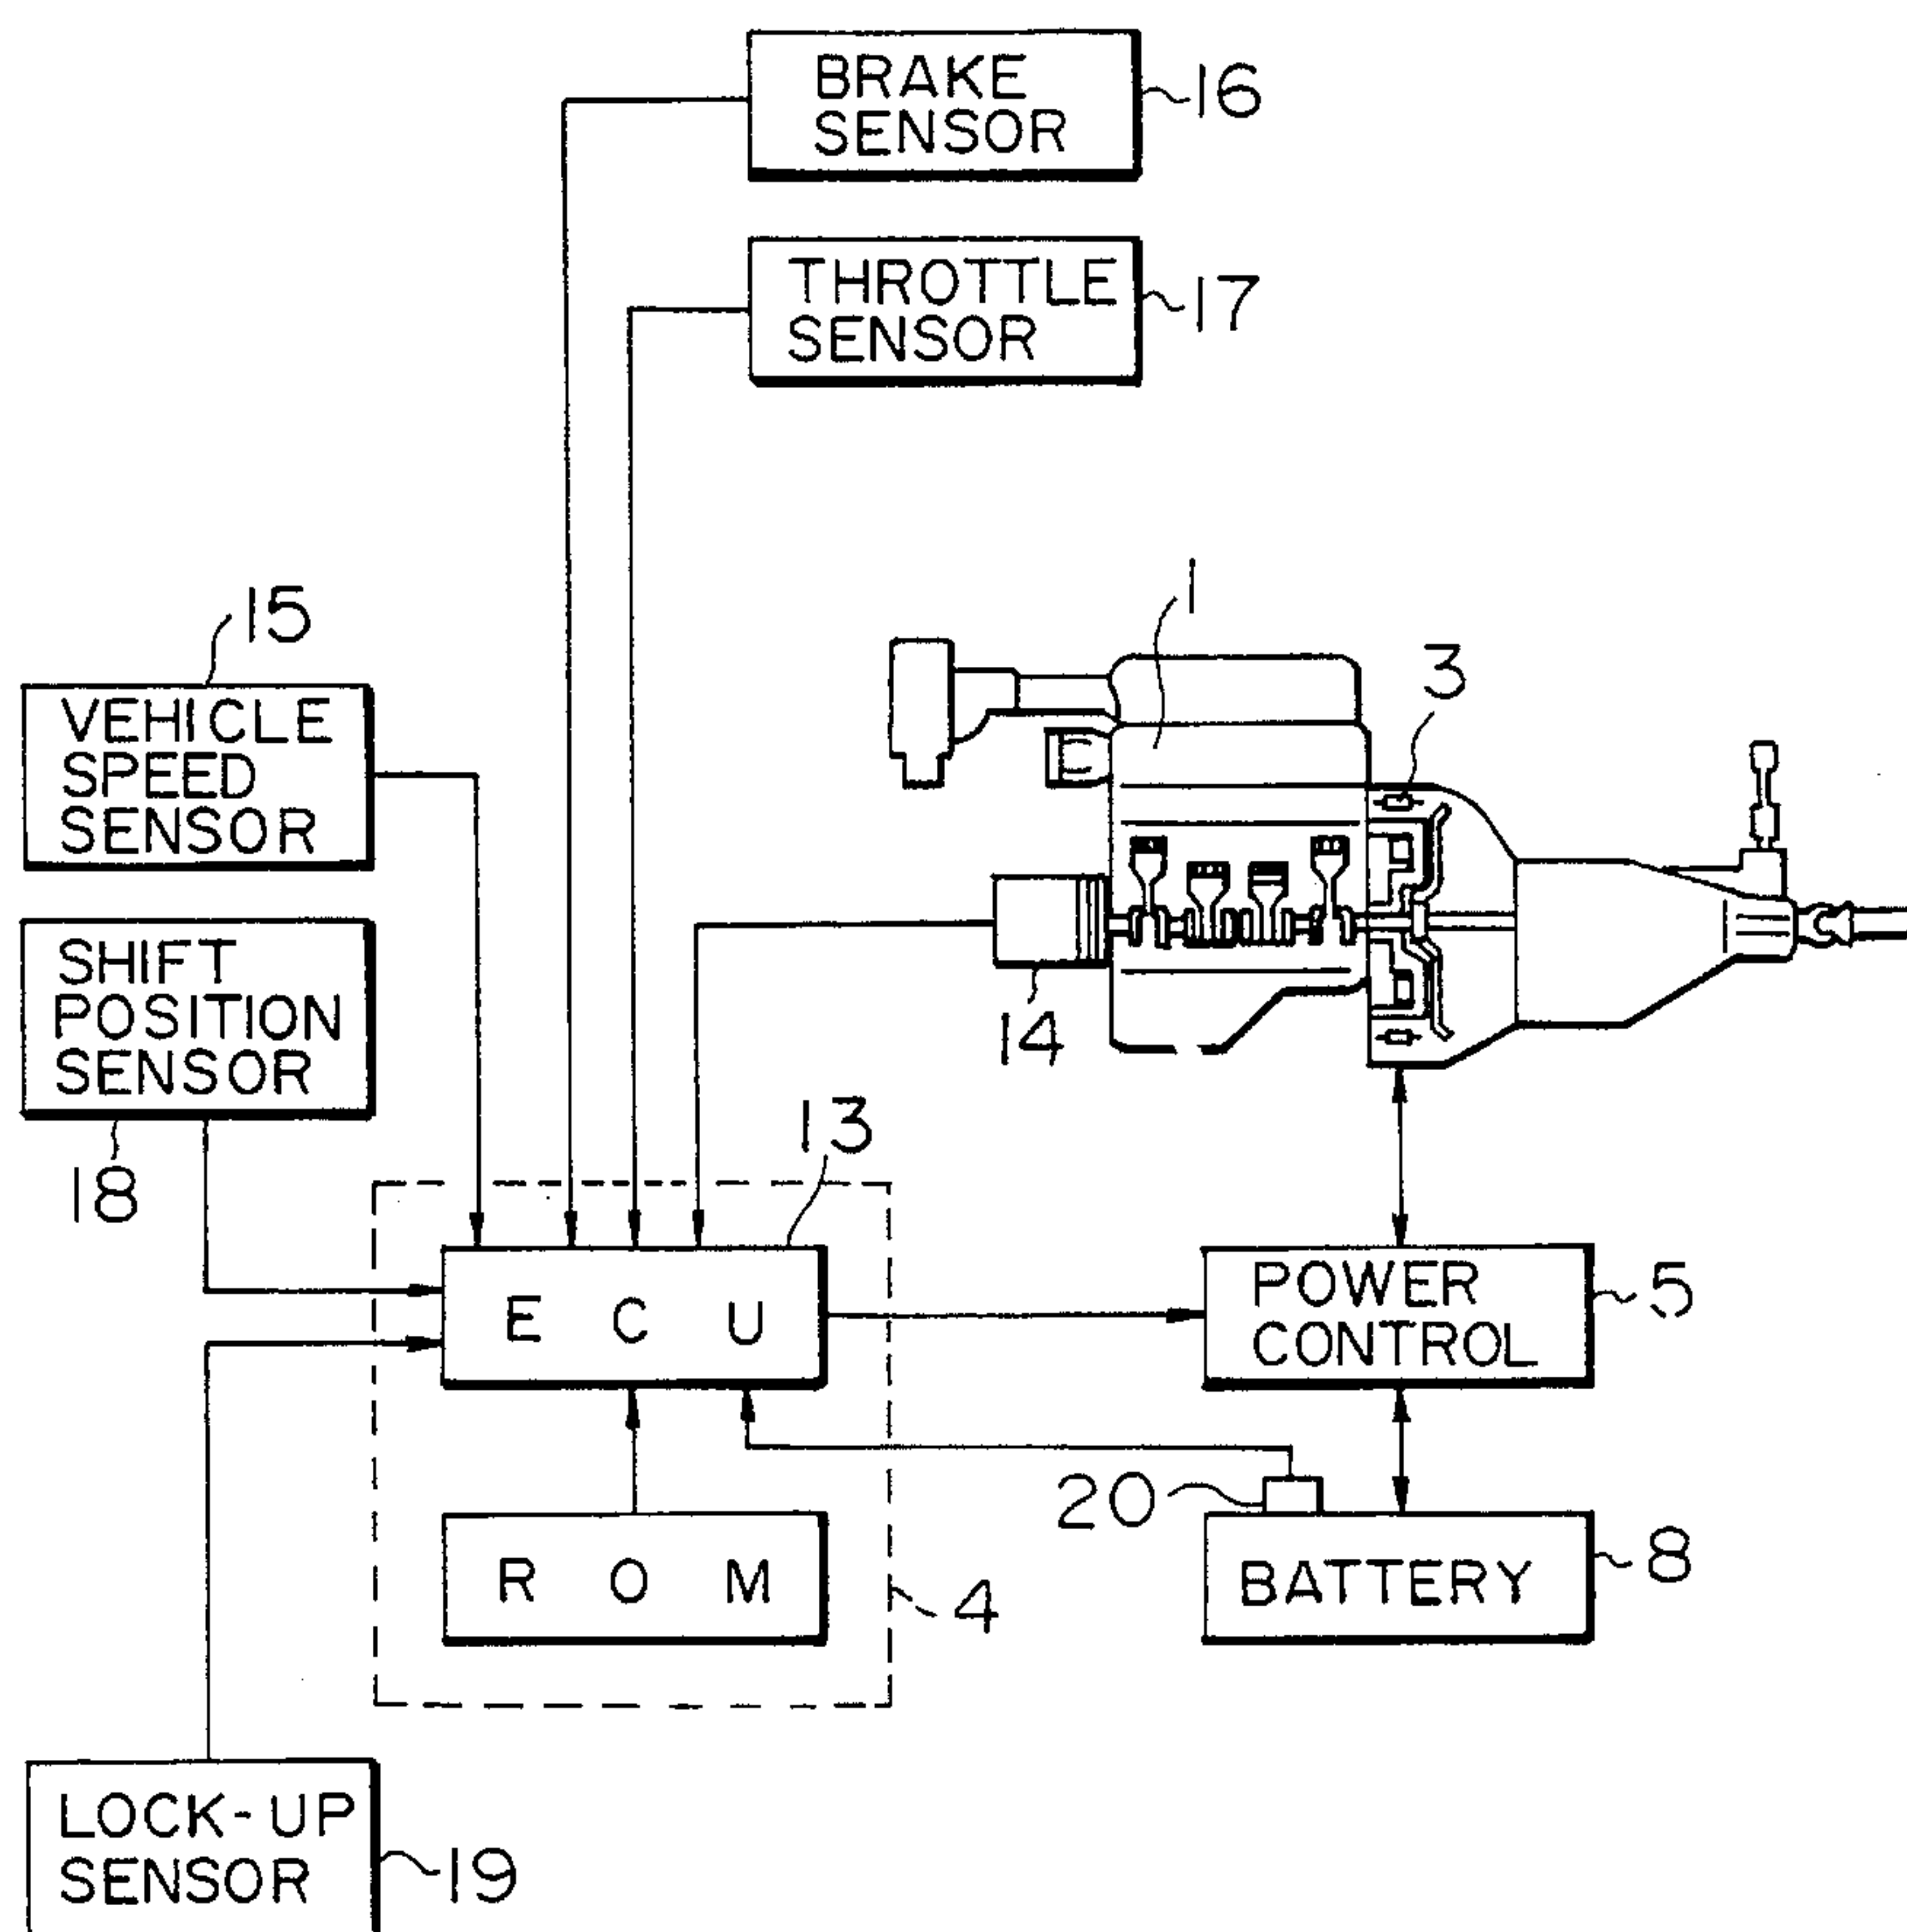 BRAKE
SENSOR
16
THROTTLE
SENSOR
17
15
VEHICLE
SPEED
SENSOR
1
3
SHIFT
POSITION
SENSOR
18
14
13
E C U
POWER
CONTROL
5
20
R O M
4
BATTERY
8
LOCK-UP
SENSOR
19